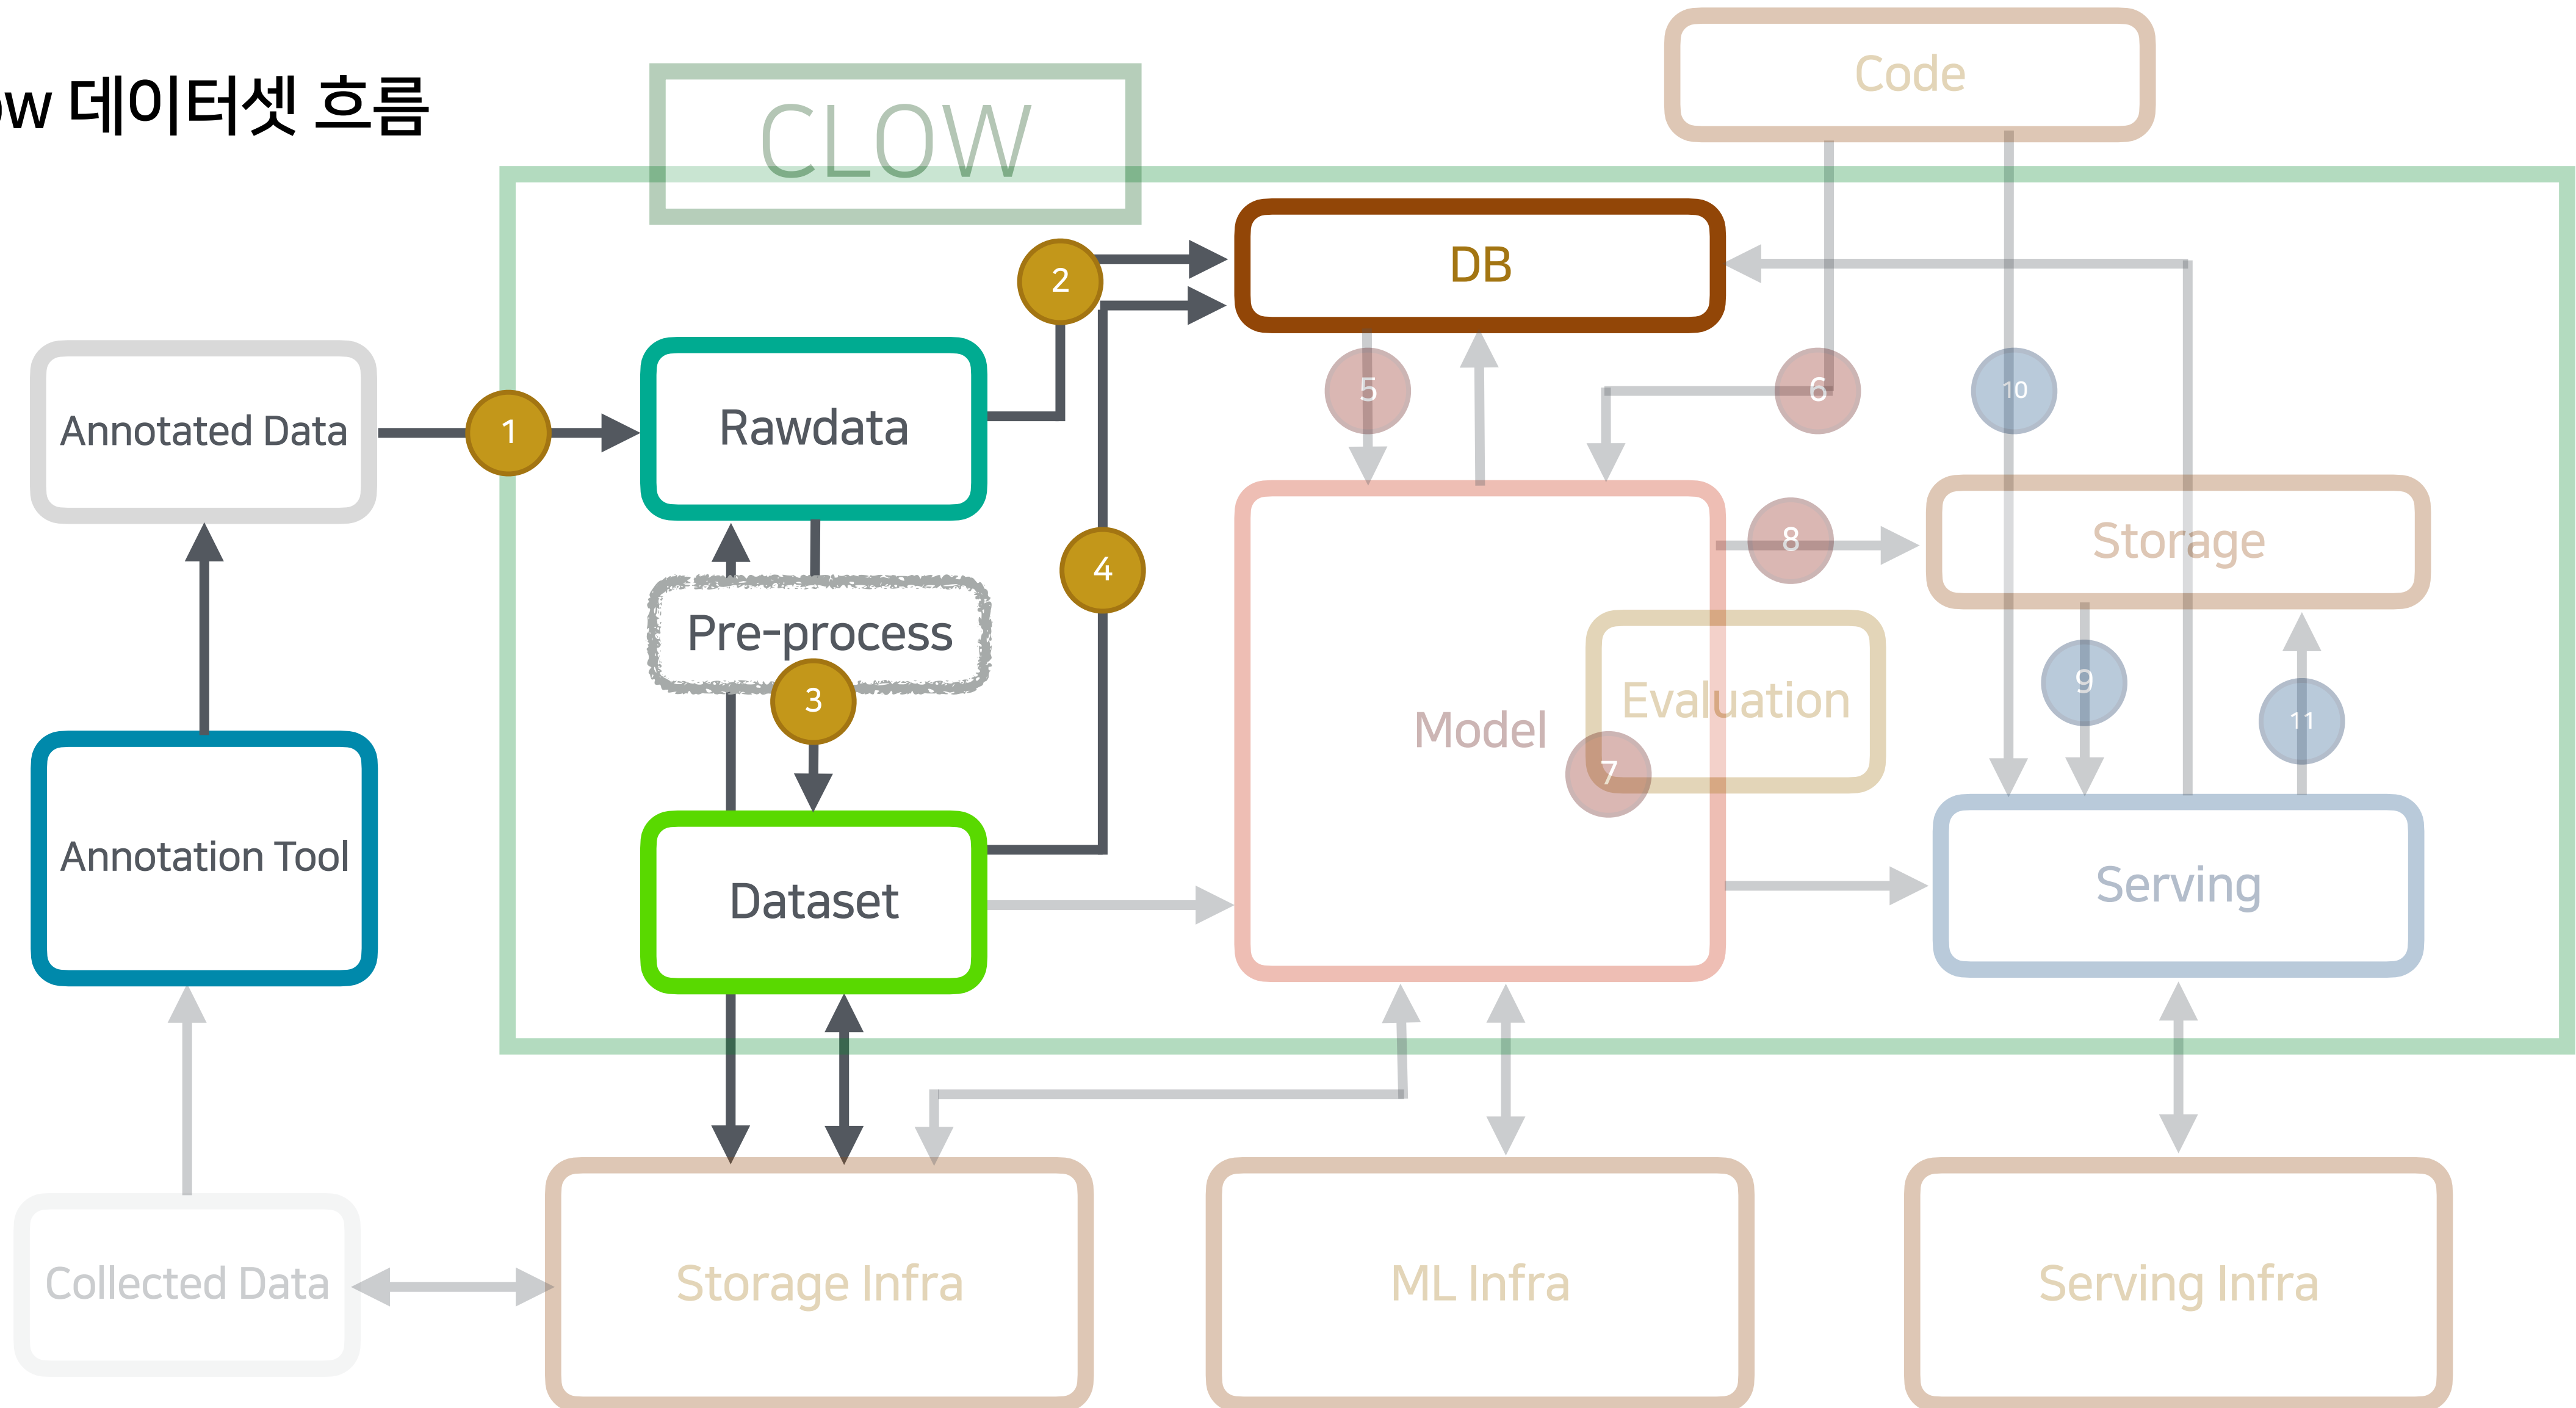 ow 데이터셋 흐름
CLOW
Code
DB
2
Annotated Data
1
Rawdata
5
6
10
4
8
Storage
Pre-process
3
Model
Evaluation
7
9
11
Annotation Tool
Dataset
Serving
Collected Data
Storage Infra
ML Infra
Serving Infra